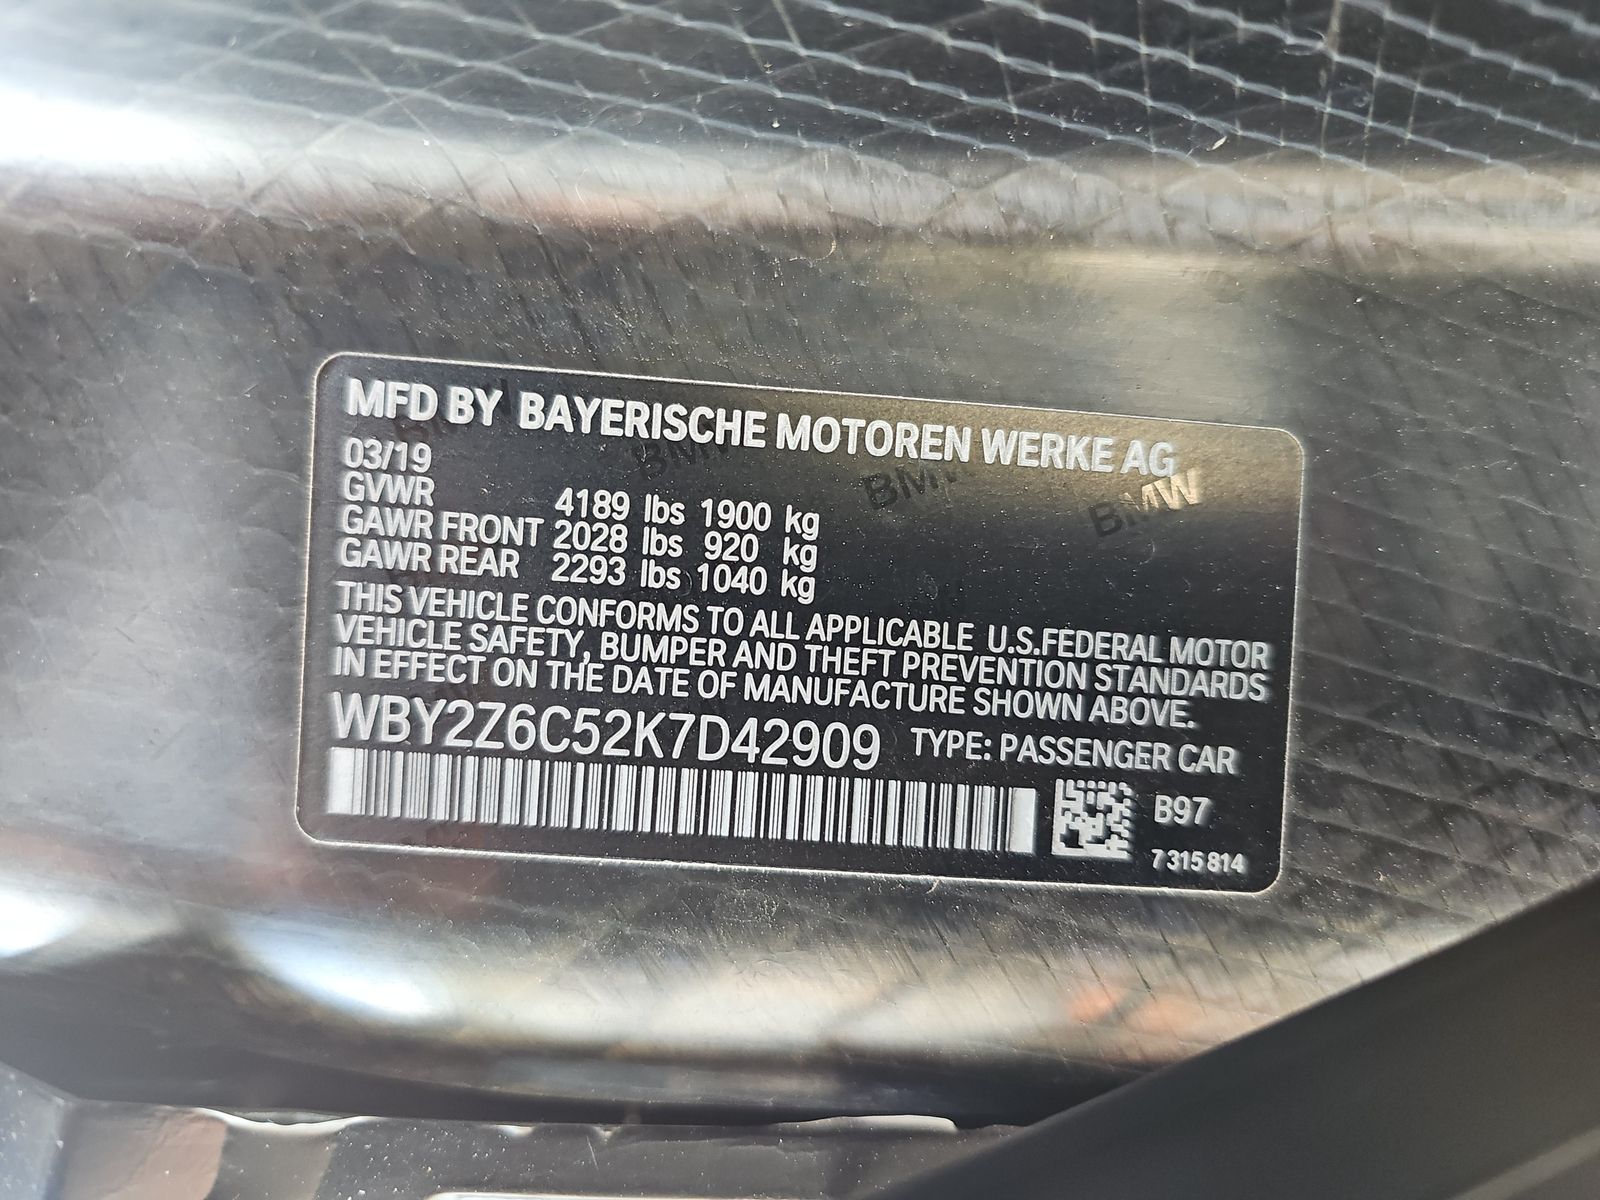 MFD BY BAYERISCHE MOTOREN WERKE AG
03/19
GVWR 4189 lbs 1900 kg
GAWR FRONT 2028 lbs 920 kg
GAWR REAR 2293 lbs 1040 kg
THIS VEHICLE CONFORMS TO ALL APPLICABLE U.S.FEDERAL MOTOR
VEHICLE SAFETY, BUMPER AND THEFT PREVENTION STANDARDS
IN EFFECT ON THE DATE OF MANUFACTURE SHOWN ABOVE.
WBY2Z6C52K7D42909 TYPE: PASSENGER CAR
B97
7 315 814
BMW
BMW
BMW